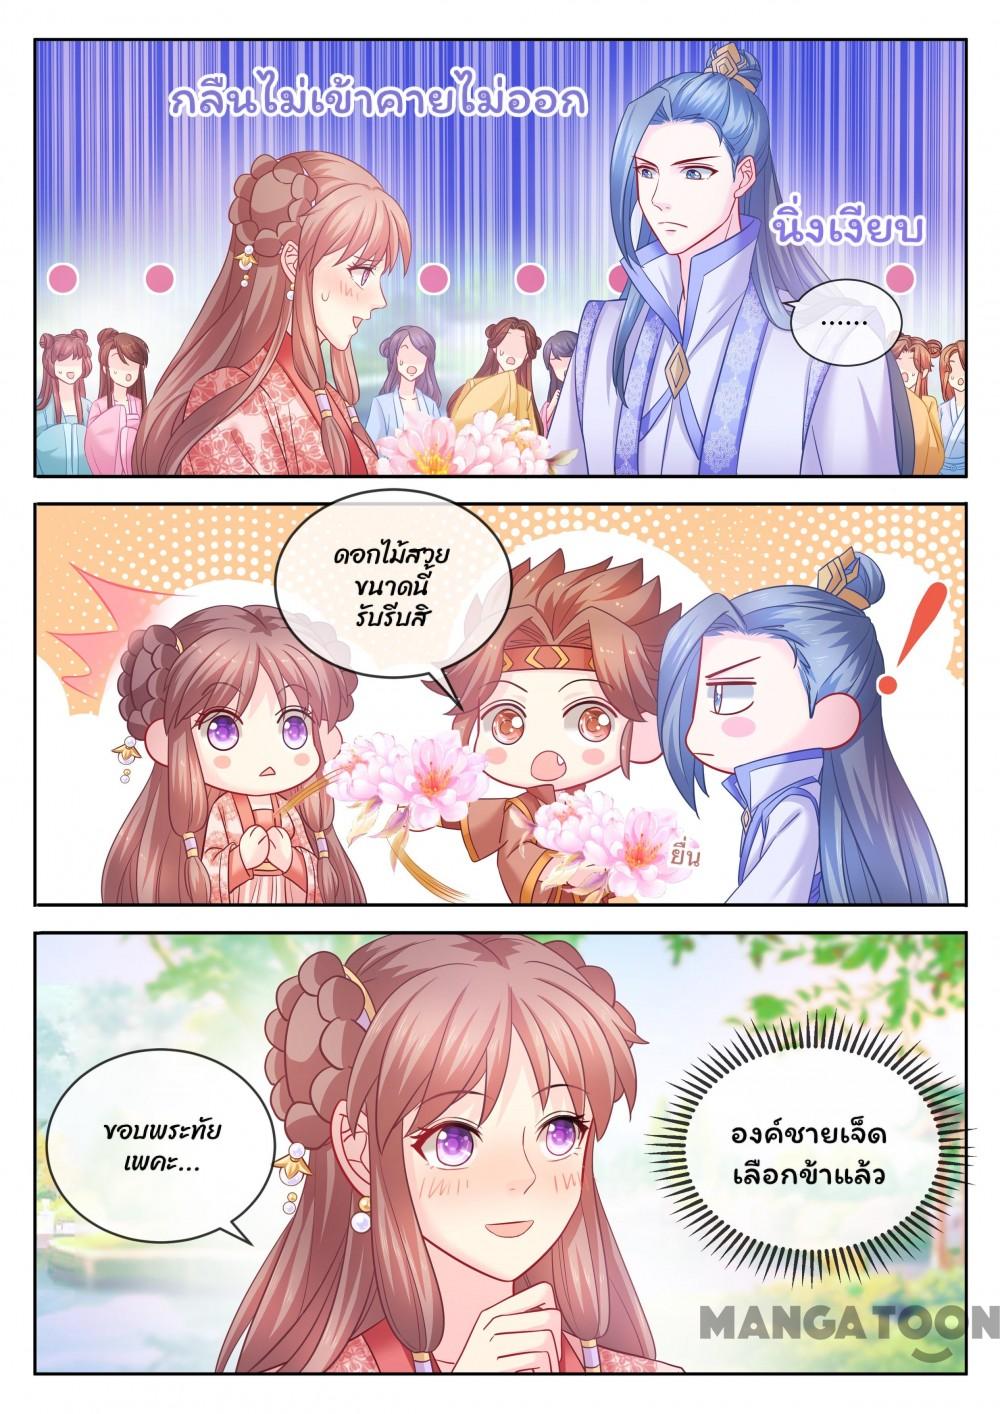 กลืนไม่เข้าคายไม่ออก
นิ่งเงียบ
......
ดอกไม้สวย
ขนาดนี้
รับรีบสิ
ยื่น
ขอบพระทัย
เพคะ...
องค์ชายเจ็ด
เลือกข้าแล้ว
MANGATOON